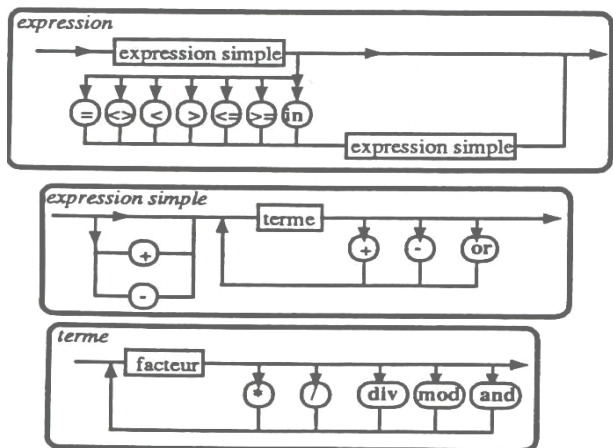 expression
expression simple
= <> < > <= >= in
expression simple
expression simple
terme
+ + - or
-
terme
facteur
* / div mod and